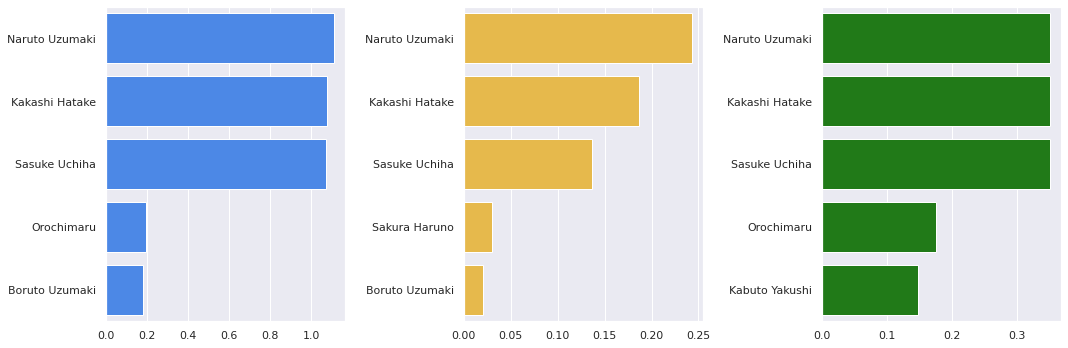 Naruto Uzumaki
Kakashi Hatake
Sasuke Uchiha
Orochimaru
Boruto Uzumaki
0.0 0.2 0.4 0.6 0.8 1.0
Naruto Uzumaki
Kakashi Hatake
Sasuke Uchiha
Sakura Haruno
Boruto Uzumaki
0.00 0.05 0.10 0.15 0.20 0.25
Naruto Uzumaki
Kakashi Hatake
Sasuke Uchiha
Orochimaru
Kabuto Yakushi
0.0 0.1 0.2 0.3